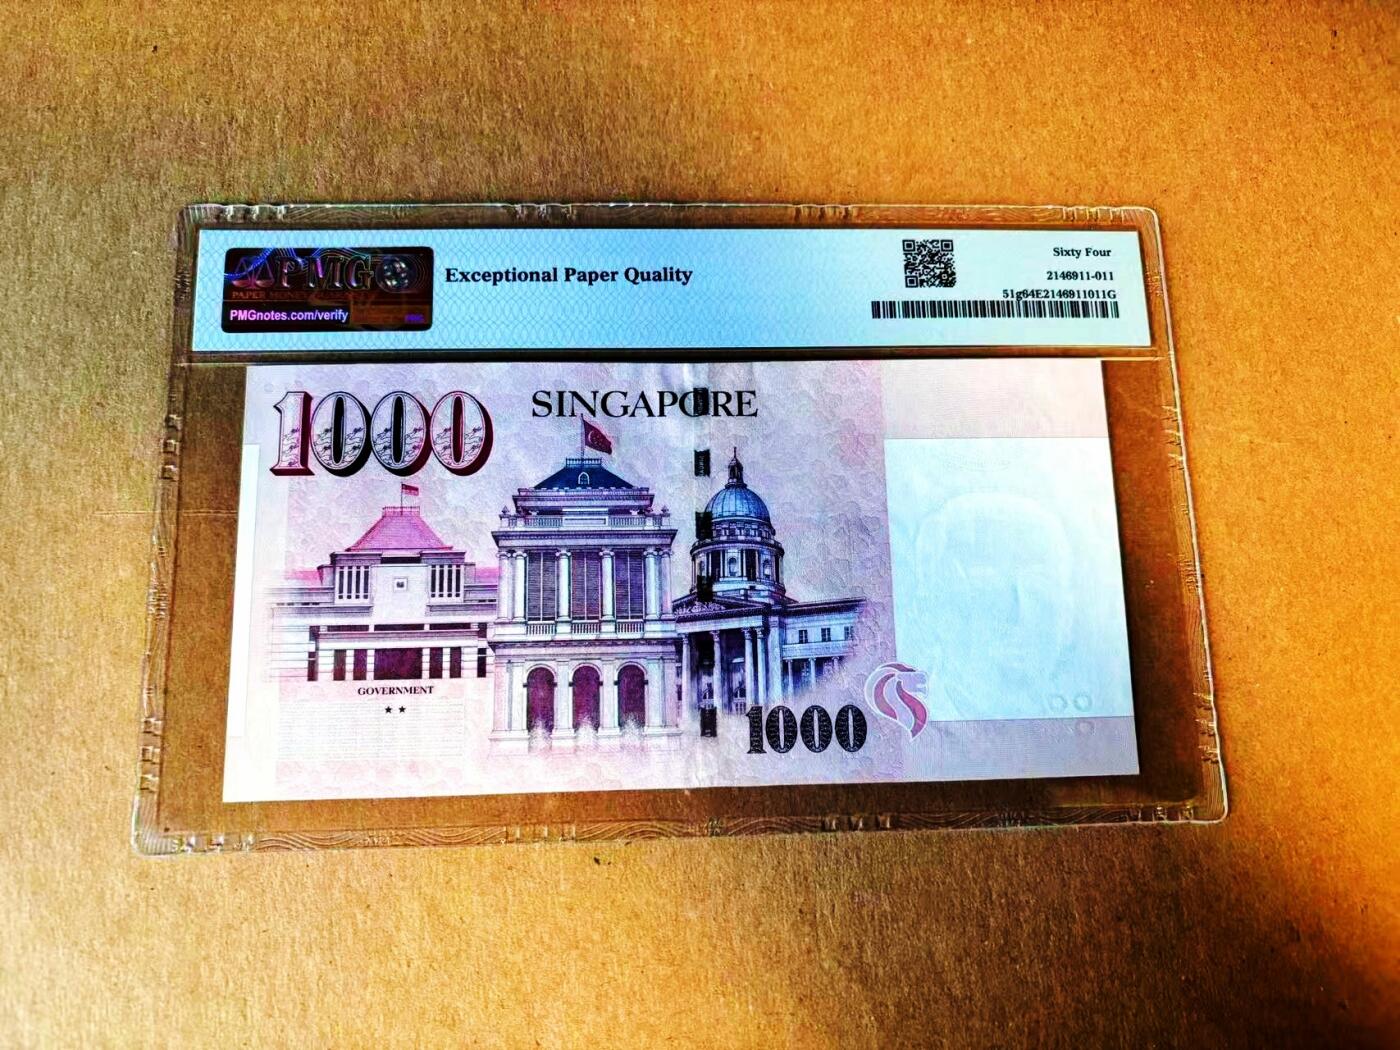 PMG
PAPER MONEY GUARANTY
PMGnotes.com/verify
Exceptional Paper Quality
Sixty Four
2146911-011
51g64E2146911011G
1000
SINGAPORE
GOVERNMENT
★★
1000